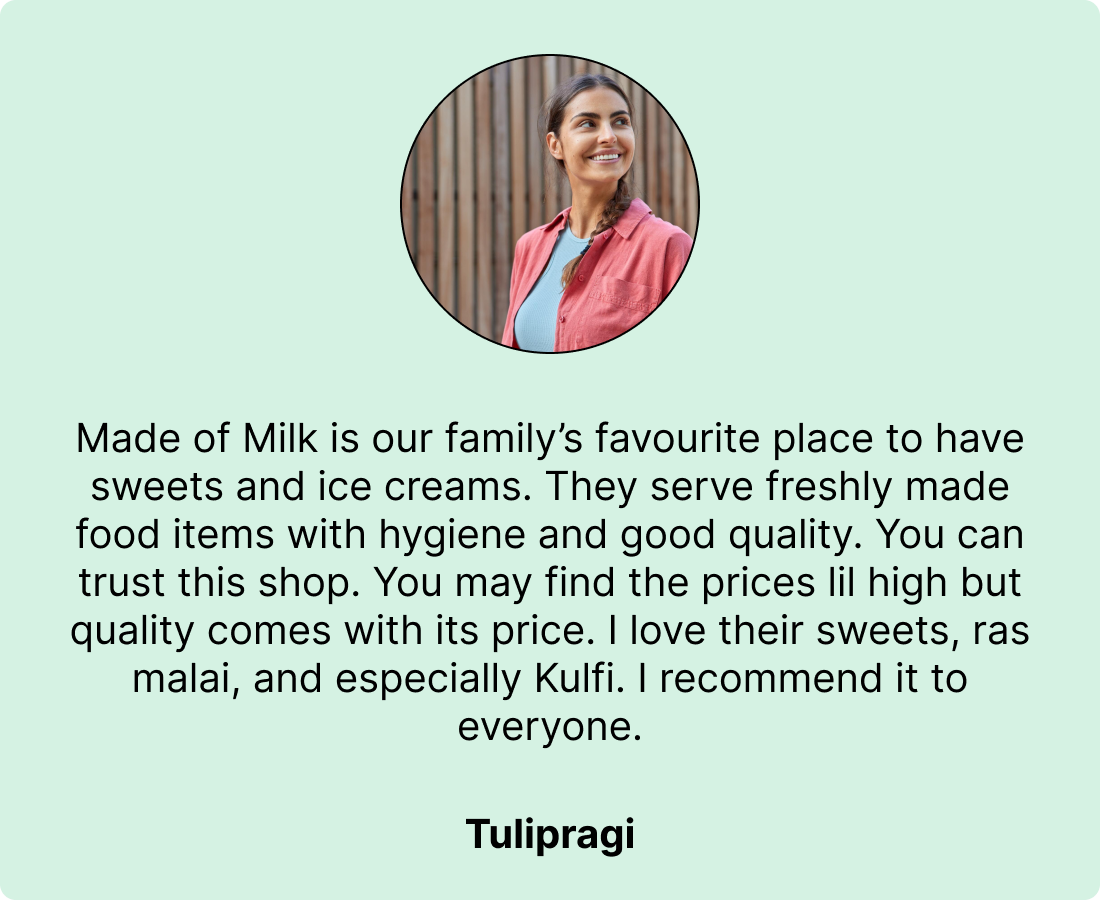 Made of Milk is our family’s favourite place to have
sweets and ice creams. They serve freshly made
food items with hygiene and good quality. You can
trust this shop. You may find the prices lil high but
quality comes with its price. I love their sweets, ras
malai, and especially Kulfi. I recommend it to
everyone.
Tulipragi